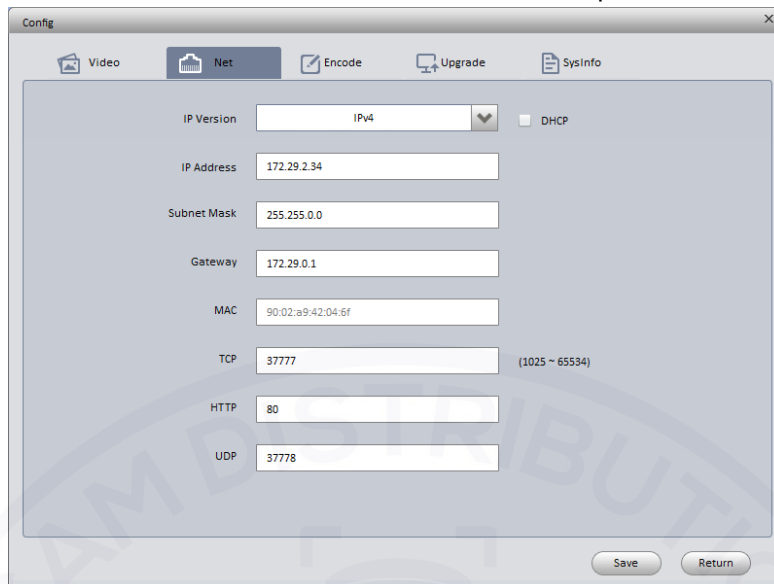 Config
Video Net Encode Upgrade SysInfo
IP Version IPv4 DHCP
IP Address 172.29.2.34
Subnet Mask 255.255.0.0
Gateway 172.29.0.1
MAC 90:02:a9:42:04:6f
TCP 37777 (1025 ~ 65534)
HTTP 80
UDP 37778
AM DISTRIBUTIO
Save Return